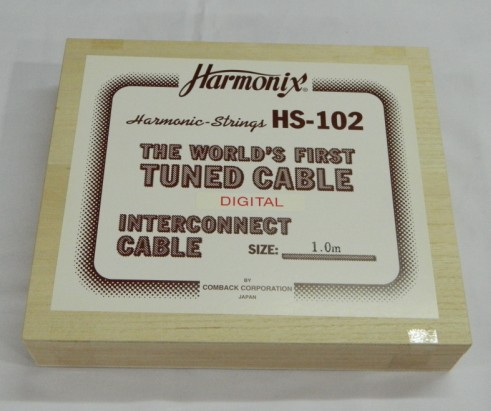 Harmonix®
Harmonic-Strings HS-102
THE WORLD'S FIRST
TUNED CABLE
DIGITAL
INTERCONNECT
CABLE SIZE: 1.0m
BY
COMBACK CORPORATION
JAPAN